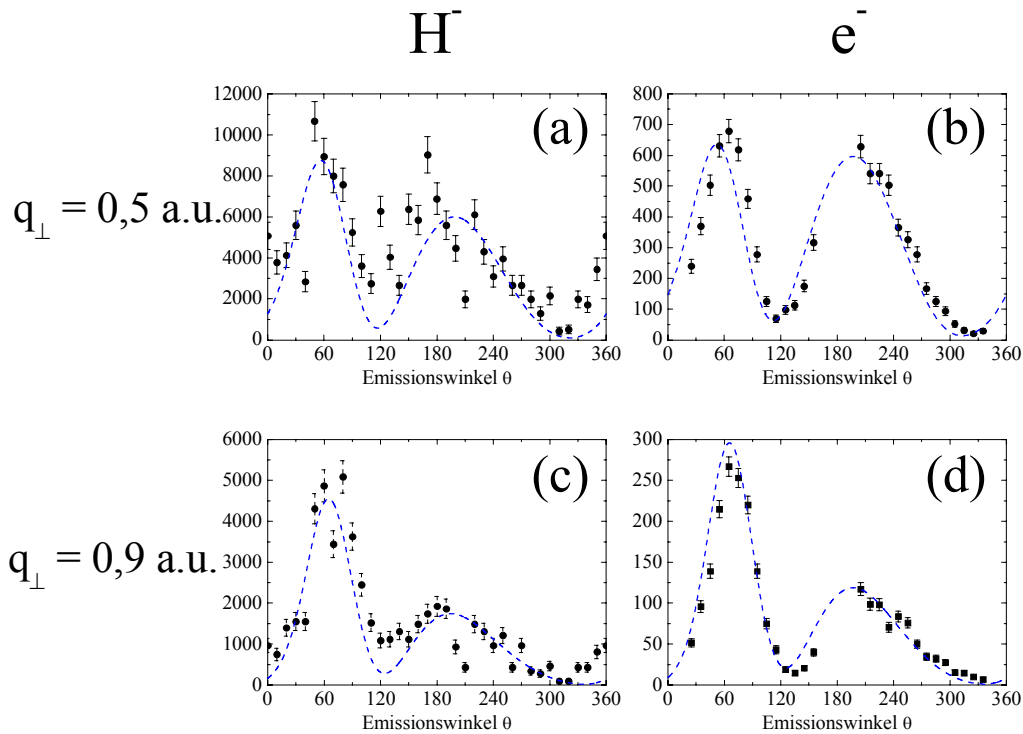 H⁻ e⁻
q⊥ = 0,5 a.u.
(a)
12000
10000
8000
6000
4000
2000
0
0 60 120 180 240 300 360
Emissionswinkel θ
(b)
800
700
600
500
400
300
200
100
0
0 60 120 180 240 300 360
Emissionswinkel θ
q⊥ = 0,9 a.u.
(c)
6000
5000
4000
3000
2000
1000
0
0 60 120 180 240 300 360
Emissionswinkel θ
(d)
300
250
200
150
100
50
0
0 60 120 180 240 300 360
Emissionswinkel θ